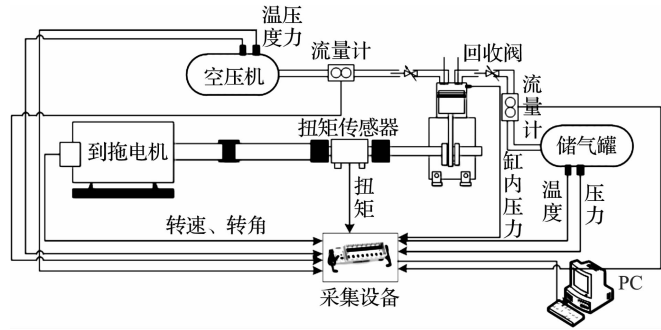 温度
压力
流量计
回收阀
空压机
流量计
扭矩传感器
到拖电机
储气罐
扭矩
缸内压力
温度
压力
转速、转角
采集设备
PC